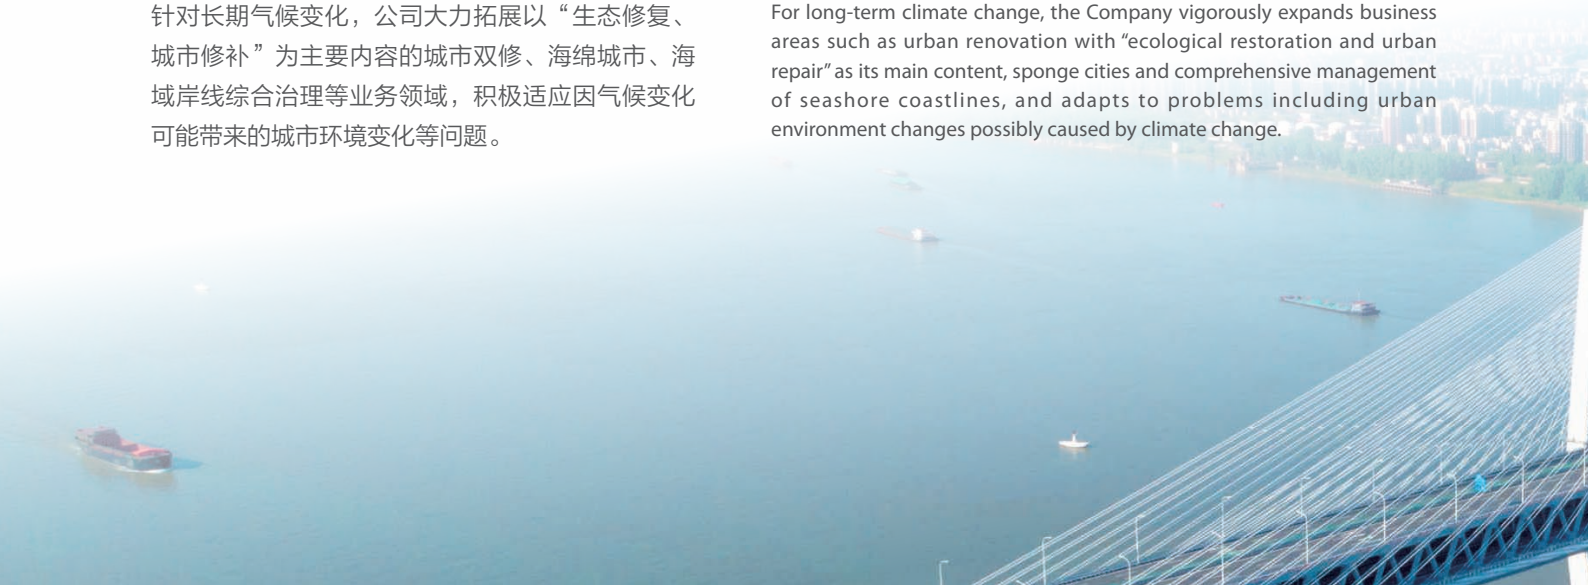 针对长期气候变化，公司大力拓展以“生态修复、
城市修补”为主要内容的城市双修、海绵城市、海
域岸线综合治理等业务领域，积极适应因气候变化
可能带来的城市环境变化等问题。
For long-term climate change, the Company vigorously expands business
areas such as urban renovation with “ecological restoration and urban
repair” as its main content, sponge cities and comprehensive management
of seashore coastlines, and adapts to problems including urban
environment changes possibly caused by climate change.